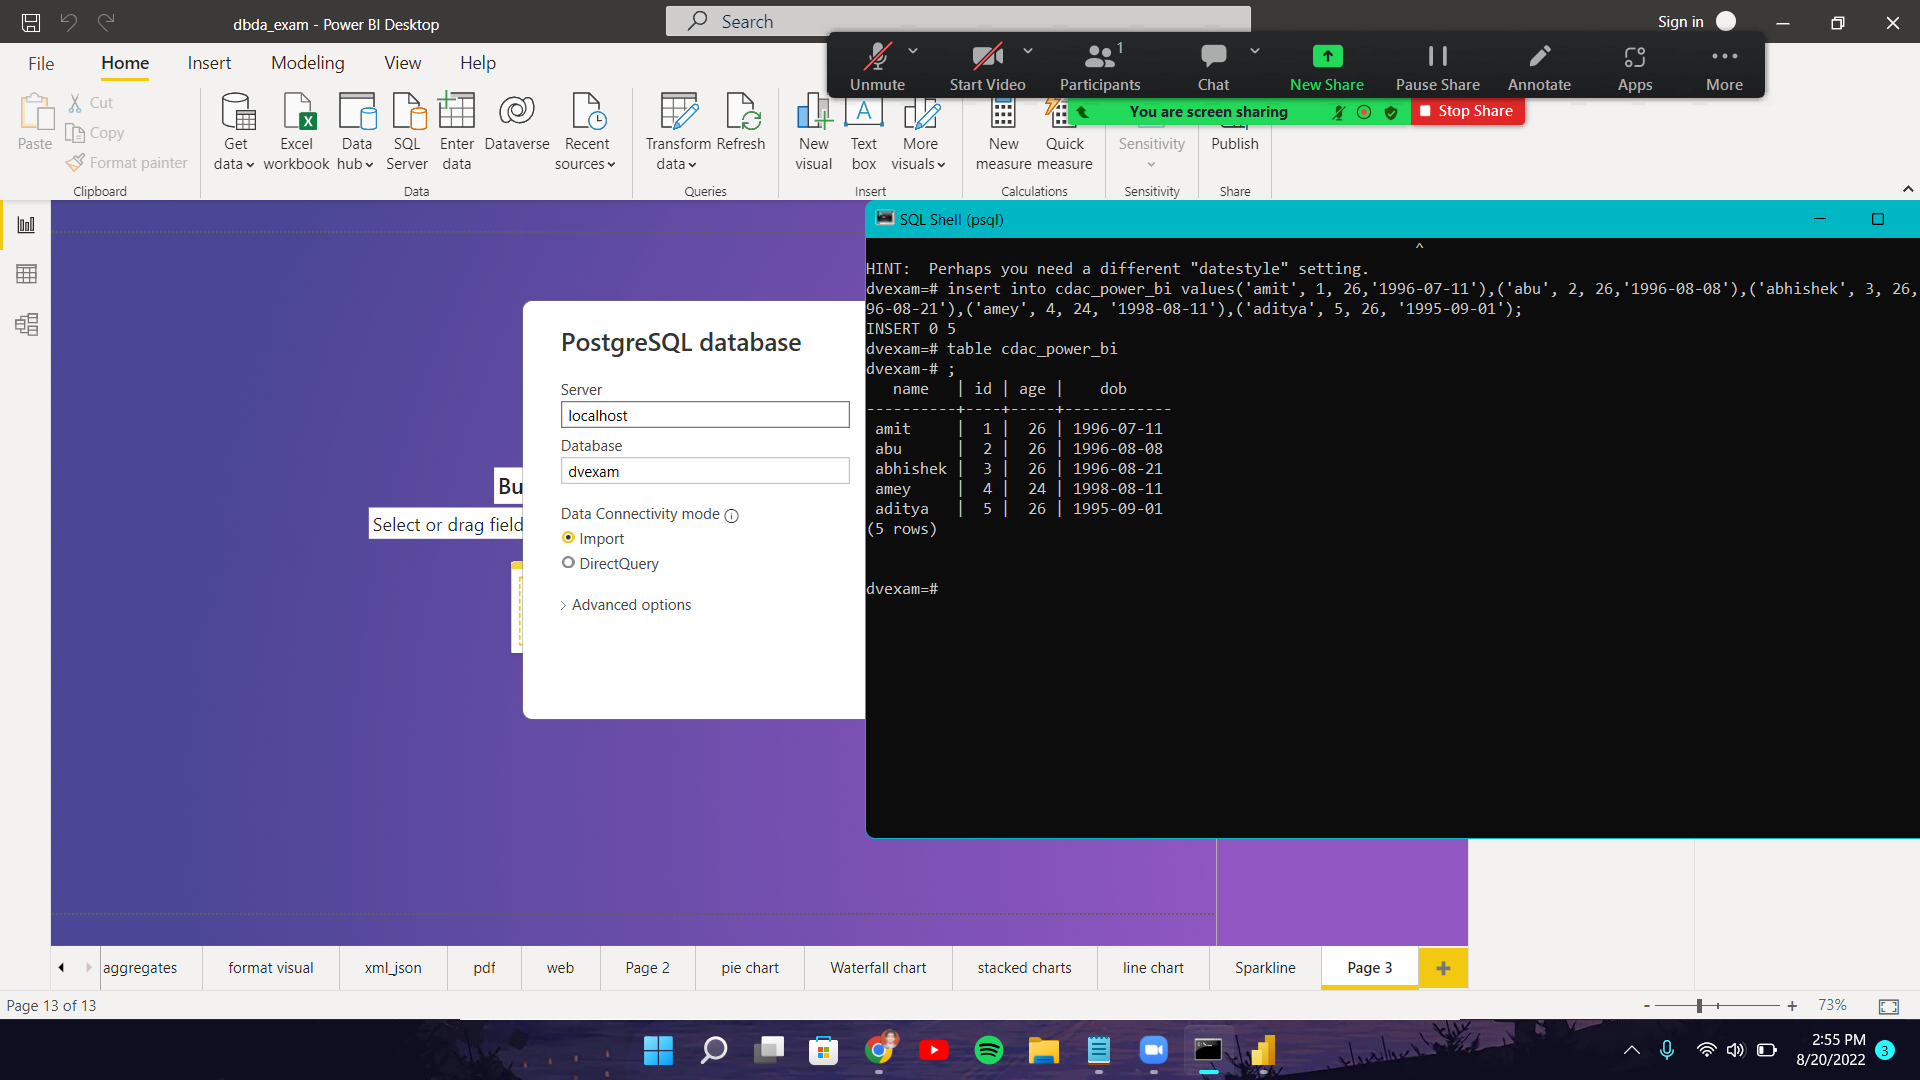 dbda_exam - Power BI Desktop
Search
Sign in
File
Home
Insert
Modeling
View
Help
Unmute
Start Video
1
Participants
Chat
New Share
Pause Share
Annotate
Apps
More
You are screen sharing
Stop Share
Paste
Cut
Copy
Format painter
Get
data
Excel
workbook
Data
hub
SQL
Server
Enter
data
Dataverse
Recent
sources
Transform
data
Refresh
New
visual
Text
box
More
visuals
New
measure
Quick
measure
Sensitivity
Publish
Clipboard
Data
Queries
Insert
Calculations
Sensitivity
Share
Bu
Select or drag field
PostgreSQL database
Server
localhost
Database
dvexam
Data Connectivity mode
Import
DirectQuery
Advanced options
SQL Shell (psql)
^
HINT:  Perhaps you need a different "datestyle" setting.
dvexam=# insert into cdac_power_bi values('amit', 1, 26,'1996-07-11'),('abu', 2, 26,'1996-08-08'),('abhishek', 3, 26,
96-08-21'),('amey', 4, 24, '1998-08-11'),('aditya', 5, 26, '1995-09-01');
INSERT 0 5
dvexam=# table cdac_power_bi
dvexam-# ;
   name   | id | age |    dob
----------+----+-----+------------
 amit     |  1 |  26 | 1996-07-11
 abu      |  2 |  26 | 1996-08-08
 abhishek |  3 |  26 | 1996-08-21
 amey     |  4 |  24 | 1998-08-11
 aditya   |  5 |  26 | 1995-09-01
(5 rows)
dvexam=#
aggregates
format visual
xml_json
pdf
web
Page 2
pie chart
Waterfall chart
stacked charts
line chart
Sparkline
Page 3
Page 13 of 13
- + 73%
2:55 PM
8/20/2022
3